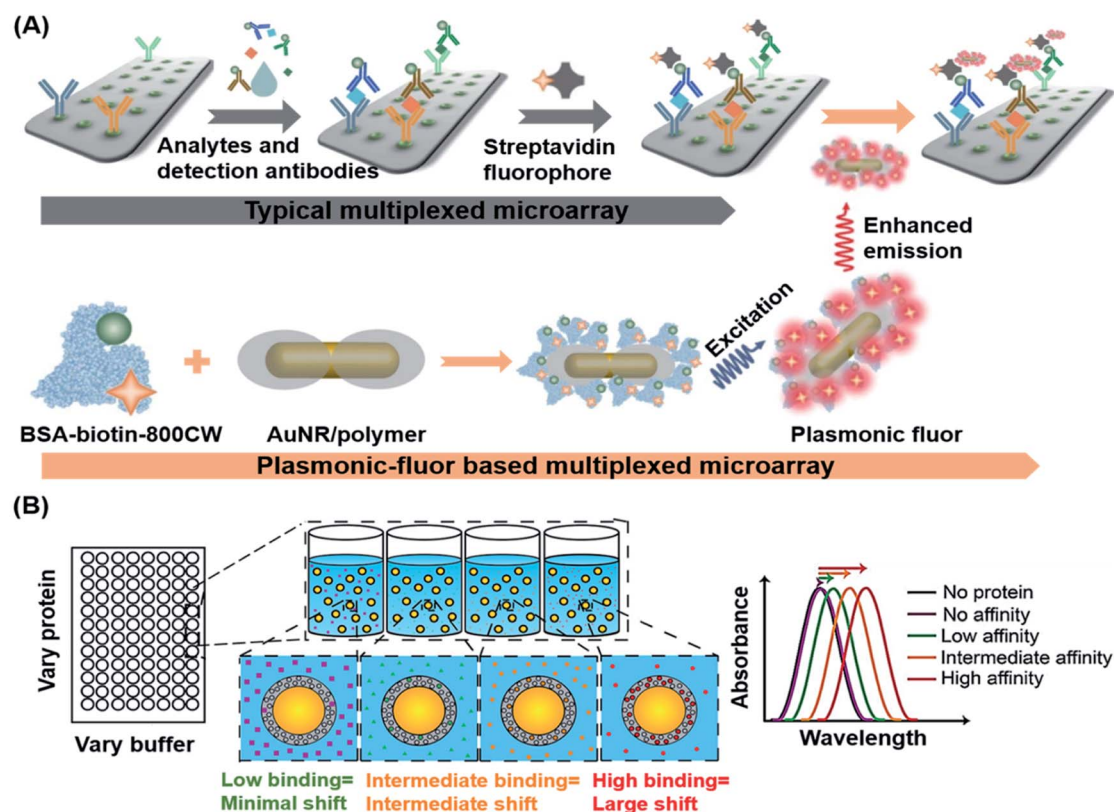 (A)
Analytes and
detection antibodies
Streptavidin
fluorophore
Typical multiplexed microarray
Enhanced
emission
Excitation
BSA-biotin-800CW
AuNR/polymer
Plasmonic fluor
Plasmonic-fluor based multiplexed microarray
(B)
Vary protein
Vary buffer
Low binding=
Minimal shift
Intermediate binding=
Intermediate shift
High binding=
Large shift
Absorbance
Wavelength
No protein
No affinity
Low affinity
Intermediate affinity
High affinity